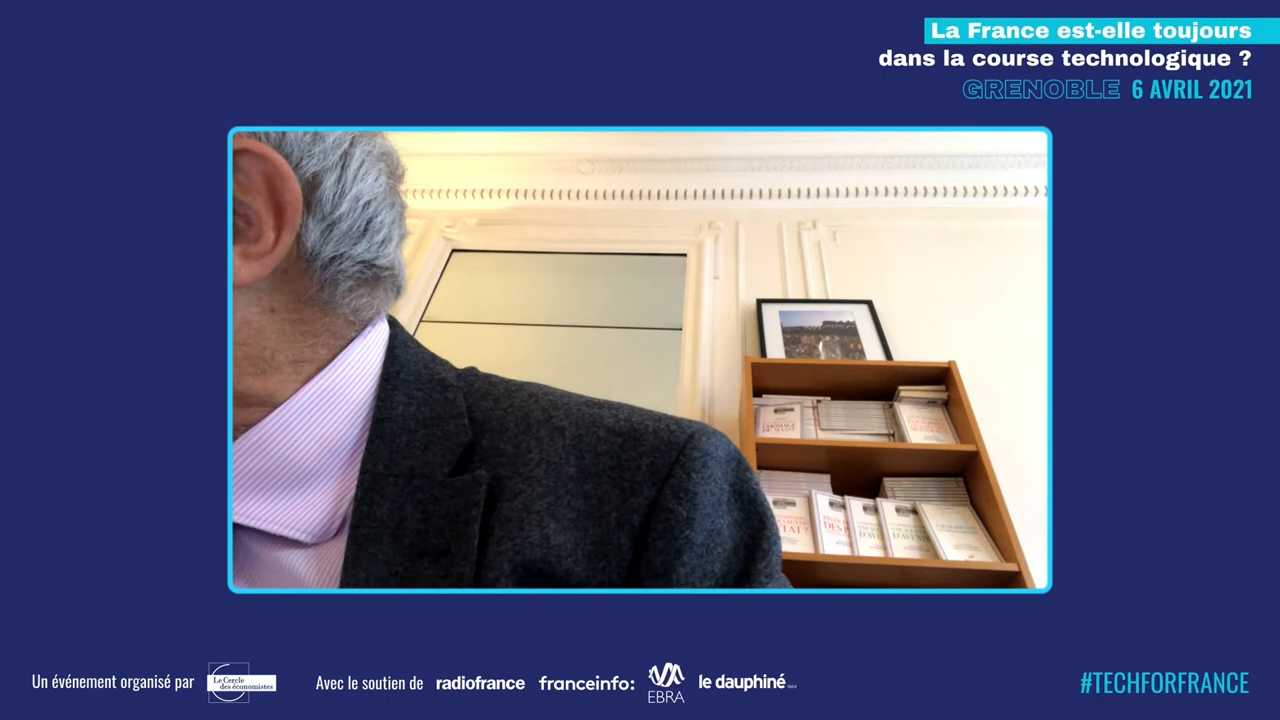 La France est-elle toujours
dans la course technologique ?
GRENOBLE 6 AVRIL 2021
Un événement organisé par
Le Cercle
des économistes
Avec le soutien de
radiofrance
franceinfo:
EBRA
le dauphiné
#TECHFORFRANCE